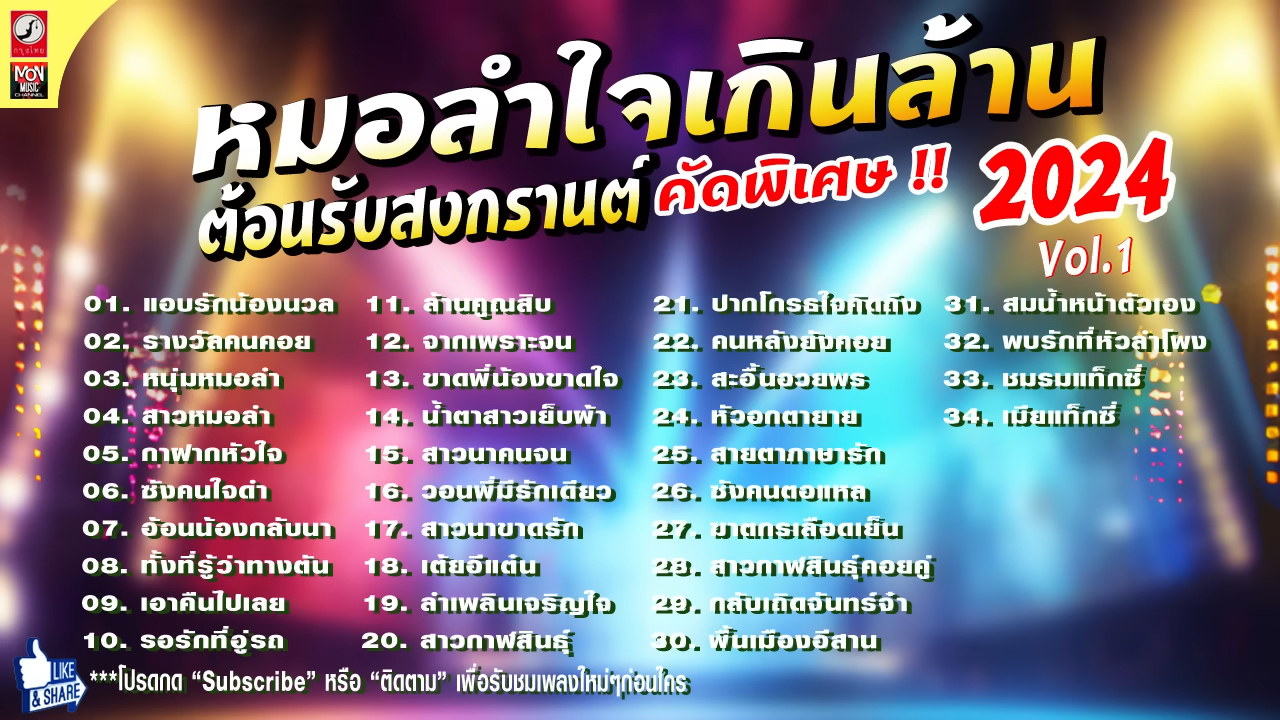 กรุงไทย
MON
MUSIC
CHANNEL
หมอลำใจเกินล้าน
ต้อนรับสงกรานต์ คัดพิเศษ !! 2024
Vol.1
01. แอบรักน้องนวล
02. รางวัลคนคอย
03. หนุ่มหมอลำ
04. สาวหมอลำ
05. กาฝากหัวใจ
06. ชังคนใจดำ
07. อ้อนน้องกลับนา
08. ทั้งที่รู้ว่าทางตัน
09. เอาคืนไปเลย
10. รอรักที่อู่รถ
11. ล้านคูณสิบ
12. จากเพราะจน
13. ขาดพี่น้องขาดใจ
14. น้ำตาสาวเย็บผ้า
15. สาวนาคนจน
16. วอนพี่มีรักเดียว
17. สาวนาขาดรัก
18. เต้ยอีแต๋น
19. ลำเพลินเจริญใจ
20. สาวกาฬสินธุ์
21. ปากโกรธใจคิดถึง
22. คนหลังยังคอย
23. สะอื้นอวยพร
24. หัวอกตายาย
25. สายตาภาษารัก
26. ชังคนตอแหล
27. ฆาตกรเลือดเย็น
28. สาวกาฬสินธุ์คอยคู่
29. กลับเถิดจันทร์จ๋า
30. พื้นเมืองอีสาน
31. สมน้ำหน้าตัวเอง
32. พบรักที่หัวลำโพง
33. ชมรมแท็กซี่
34. เมียแท็กซี่
LIKE
& SHARE
***โปรดกด “Subscribe” หรือ “ติดตาม” เพื่อรับชมเพลงใหม่ๆก่อนใคร